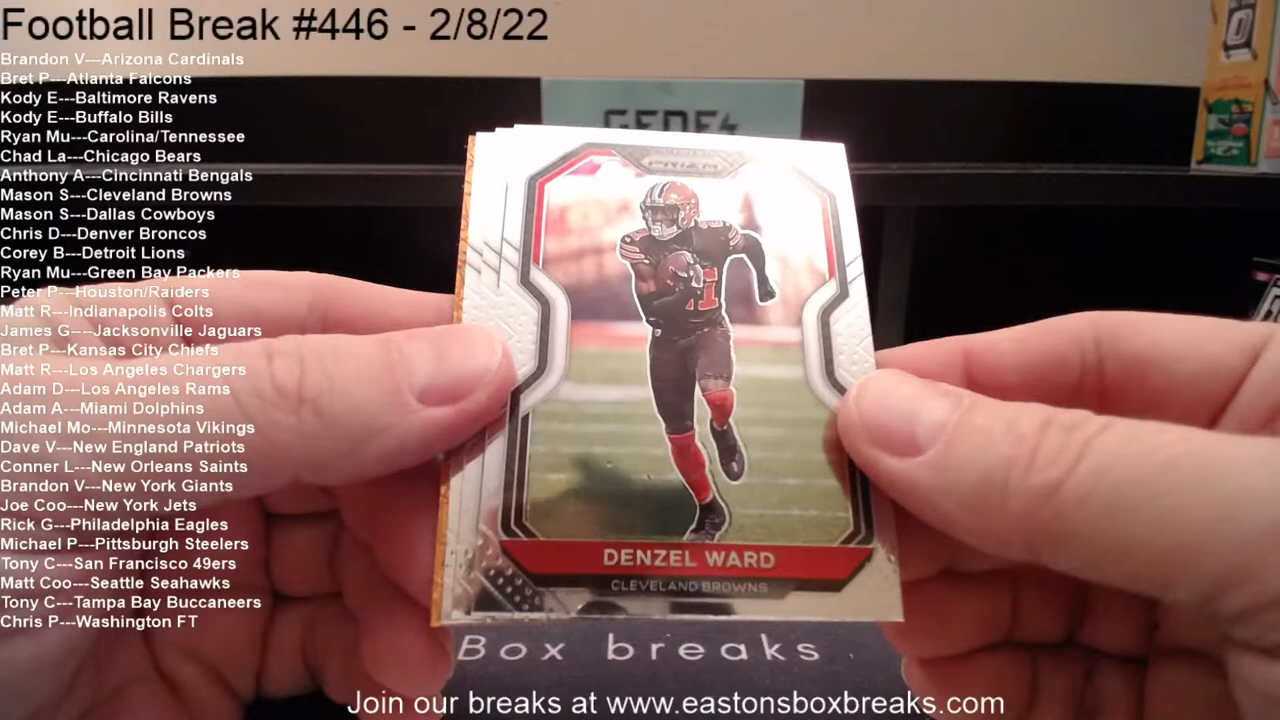 Football Break #446 - 2/8/22
Brandon V---Arizona Cardinals
Bret P---Atlanta Falcons
Kody E---Baltimore Ravens
Kody E---Buffalo Bills
Ryan Mu---Carolina/Tennessee
Chad La---Chicago Bears
Anthony A---Cincinnati Bengals
Mason S---Cleveland Browns
Mason S---Dallas Cowboys
Chris D---Denver Broncos
Corey B---Detroit Lions
Ryan Mu---Green Bay Packers
Peter P---Houston/Raiders
Matt R---Indianapolis Colts
James G----Jacksonville Jaguars
Bret P---Kansas City Chiefs
Matt R---Los Angeles Chargers
Adam D---Los Angeles Rams
Adam A---Miami Dolphins
Michael Mo---Minnesota Vikings
Dave V---New England Patriots
Conner L---New Orleans Saints
Brandon V---New York Giants
Joe Coo---New York Jets
Rick G---Philadelphia Eagles
Michael P---Pittsburgh Steelers
Tony C---San Francisco 49ers
Matt Coo---Seattle Seahawks
Tony C---Tampa Bay Buccaneers
Chris P---Washington FT
PRIZM
21
DENZEL WARD
CLEVELAND BROWNS
Box breaks
Join our breaks at www.eastonsboxbreaks.com